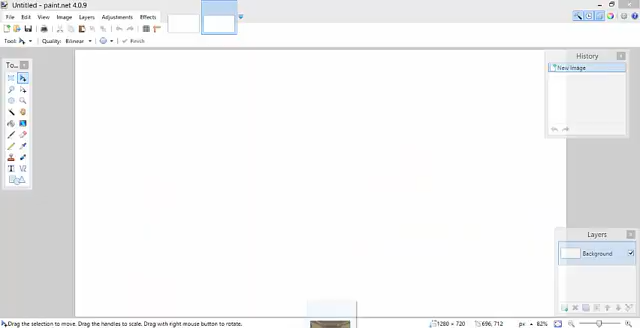 Untitled - paint.net 4.0.9
File Edit View Image Layers Adjustments Effects
Tool: Quality: Bilinear Finish
To...
History
New Image
Layers
Background
Drag the selection to move. Drag the handles to scale. Drag with right mouse button to rotate.
1280 × 720 696, 712 px 82%